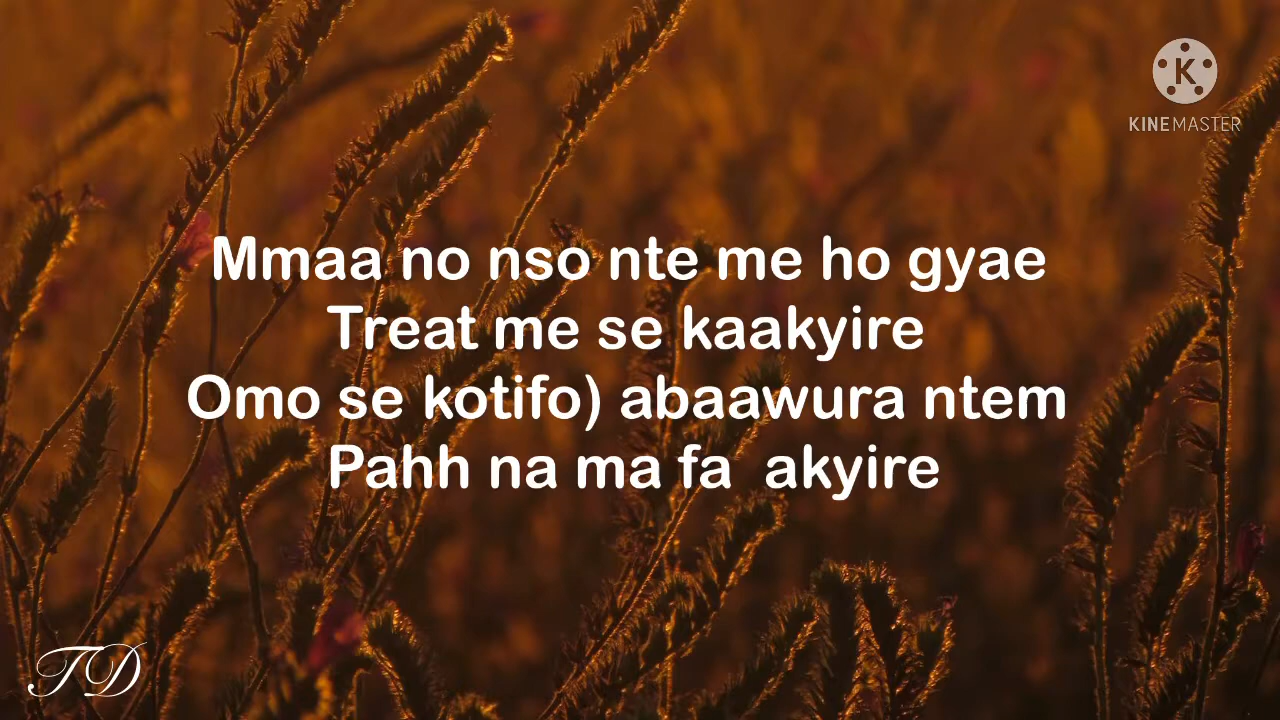 KINEMASTER
Mmaa no nso nte me ho gyae
Treat me se kaakyire
Omo se kotifo) abaawura ntem
Pahh na ma fa  akyire
TD